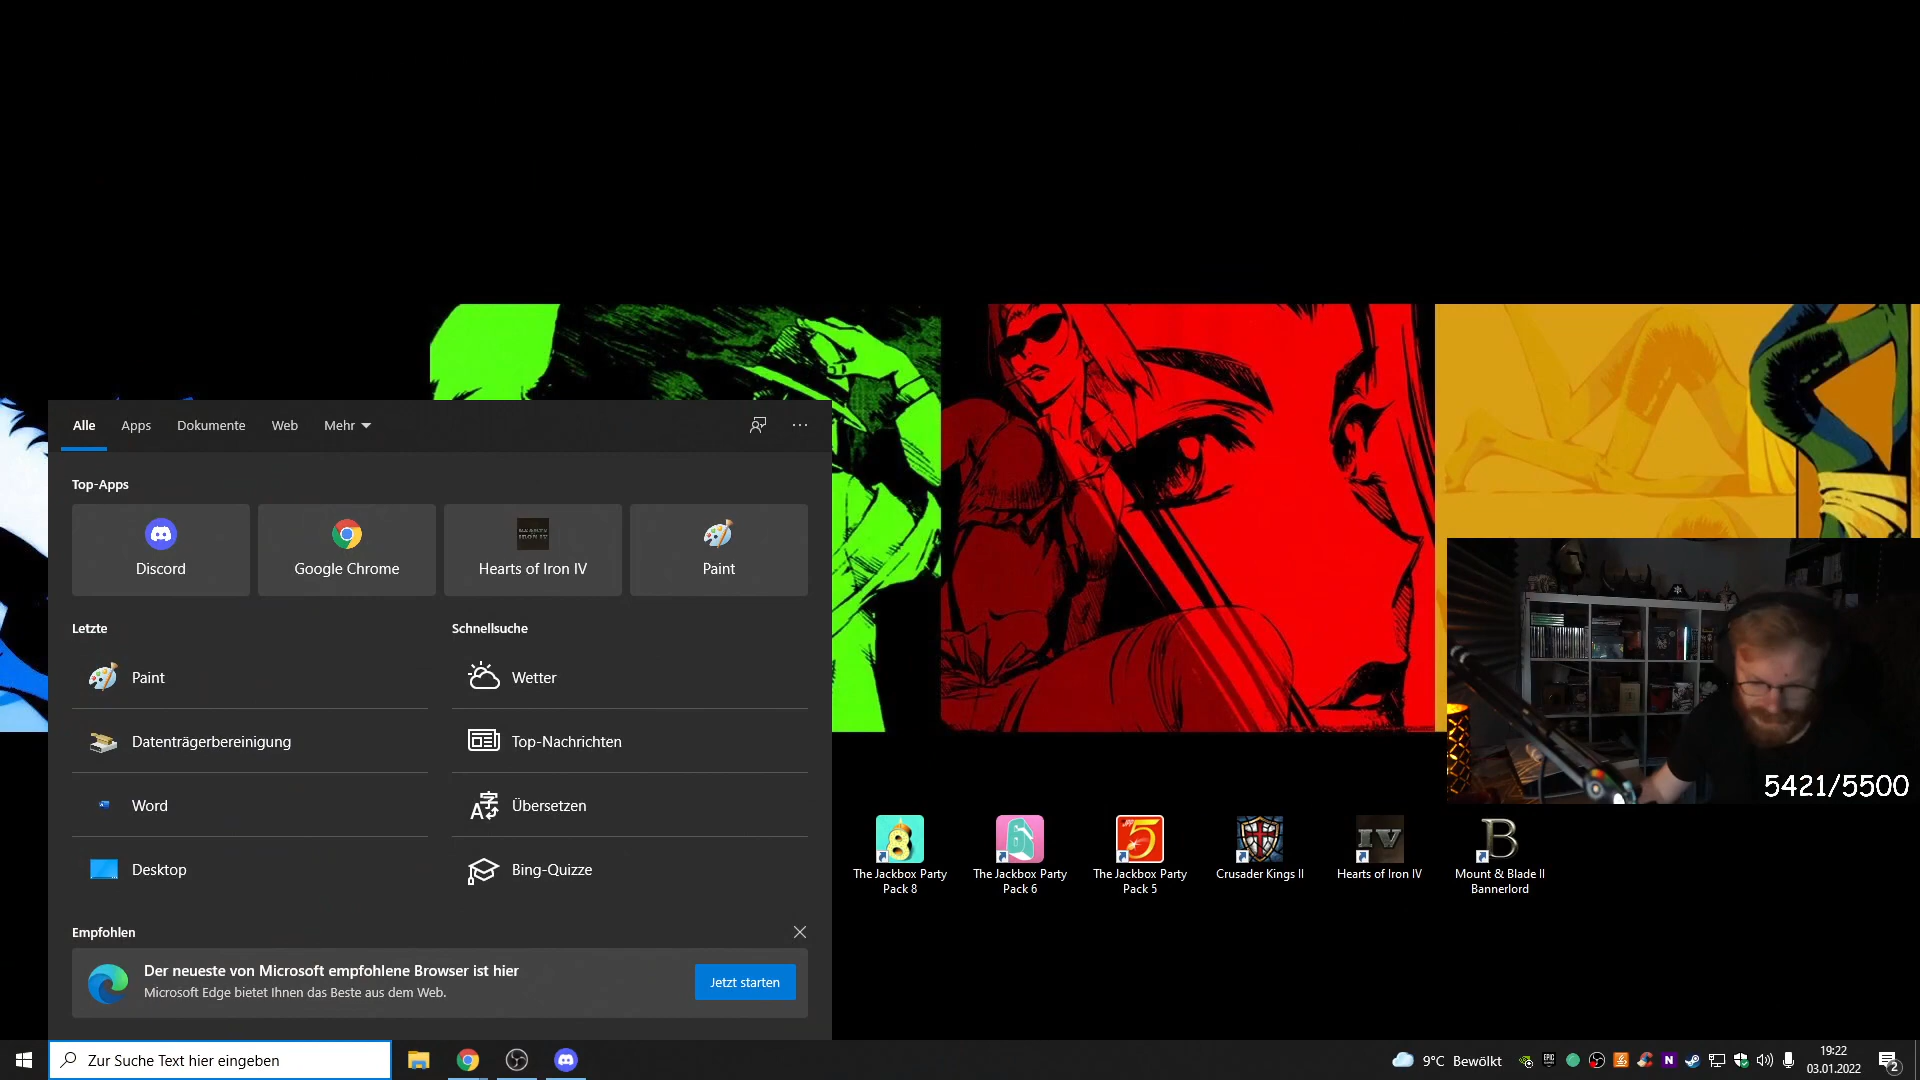 Alle Apps Dokumente Web Mehr
Top-Apps
Discord Google Chrome Hearts of Iron IV Paint
Letzte
Paint
Datenträgerbereinigung
Word
Desktop
Schnellsuche
Wetter
Top-Nachrichten
Übersetzen
Bing-Quizze
Empfohlen
Der neueste von Microsoft empfohlene Browser ist hier
Microsoft Edge bietet Ihnen das Beste aus dem Web.
Jetzt starten
5421/5500
The Jackbox Party
Pack 8
The Jackbox Party
Pack 6
The Jackbox Party
Pack 5
Crusader Kings II
Hearts of Iron IV
Mount & Blade II
Bannerlord
Zur Suche Text hier eingeben
9°C Bewölkt
19:22
03.01.2022
2